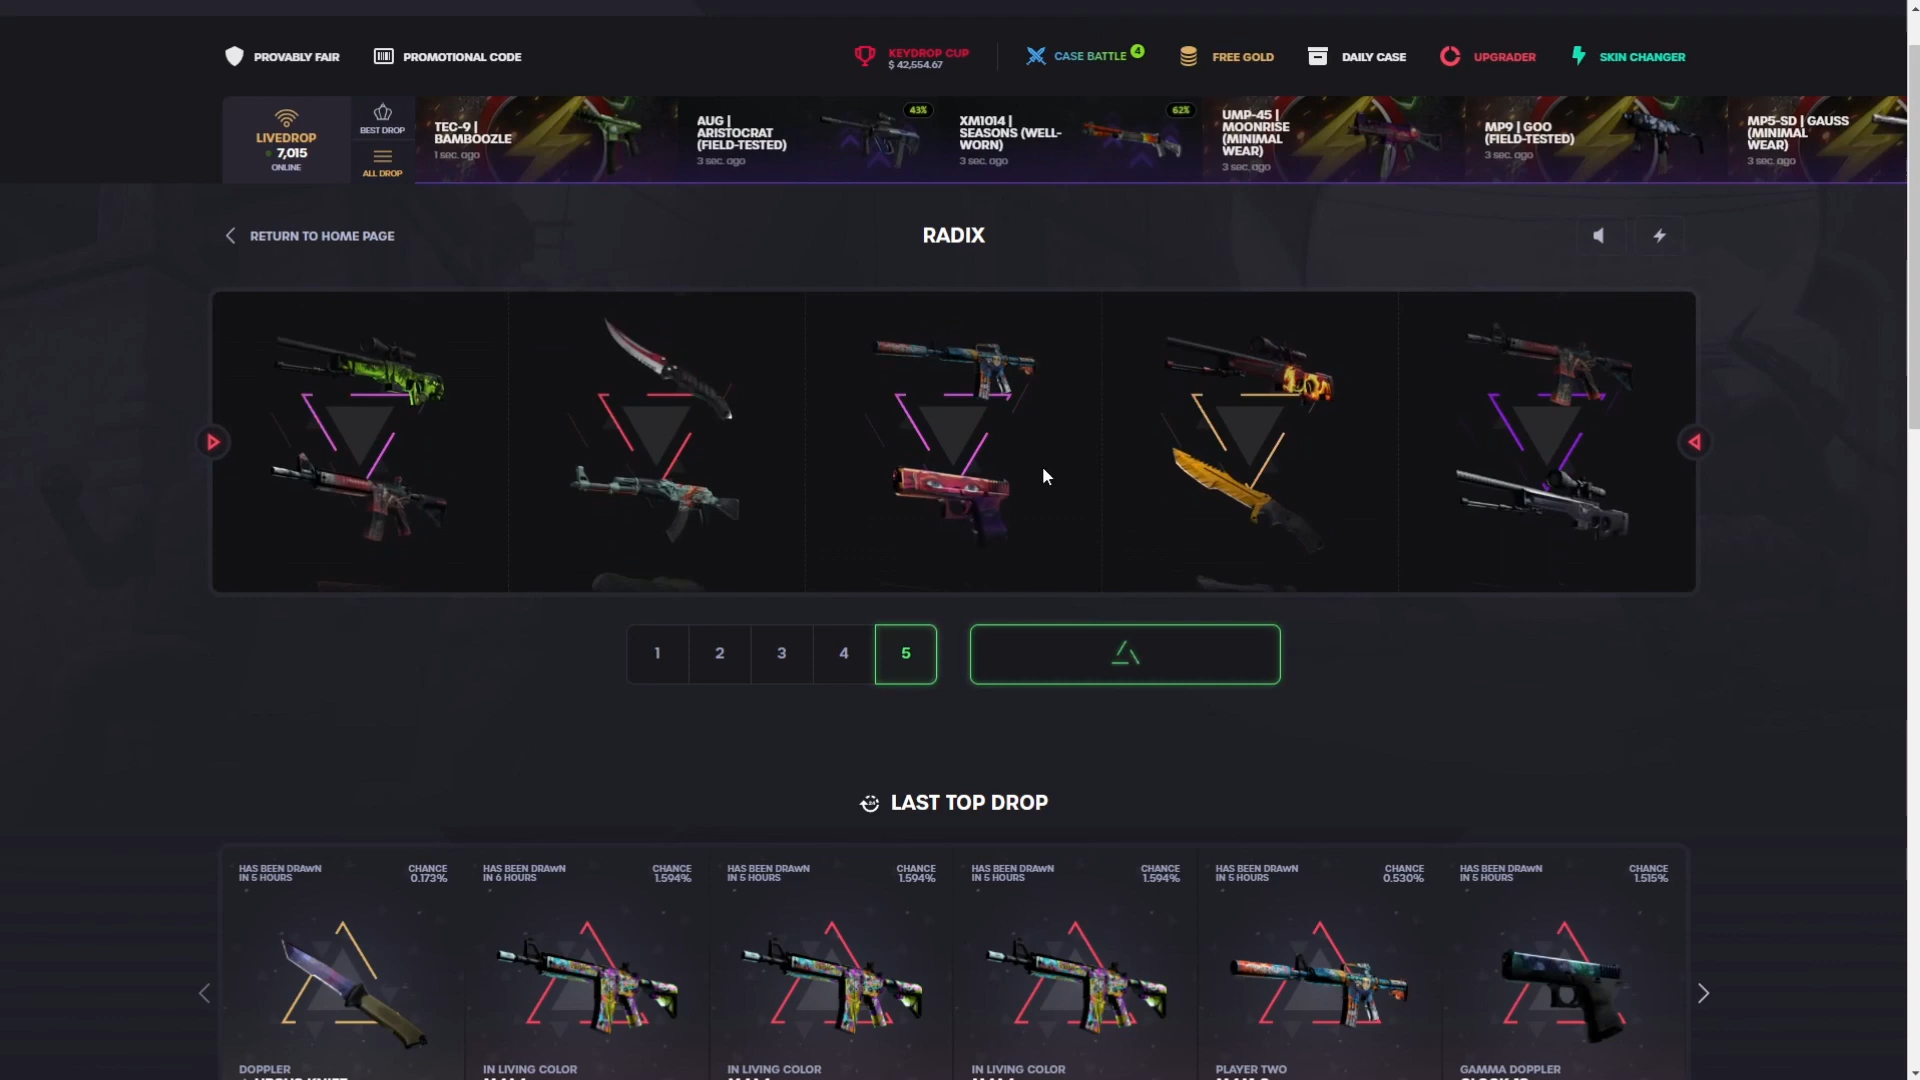 PROVABLY FAIR
PROMOTIONAL CODE
KEYDROP CUP
$ 42,554.67
CASE BATTLE 4
FREE GOLD
DAILY CASE
UPGRADER
SKIN CHANGER
LIVEDROP
7,015
ONLINE
BEST DROP
ALL DROP
TEC-9 |
BAMBOOZLE
1 sec. ago
AUG |
ARISTOCRAT
(FIELD-TESTED)
3 sec. ago
43%
XM1014 |
SEASONS (WELL-
WORN)
3 sec. ago
62%
UMP-45 |
MOONRISE
(MINIMAL
WEAR)
3 sec. ago
MP9 | GOO
(FIELD-TESTED)
3 sec. ago
MP5-SD | GAUSS
(MINIMAL
WEAR)
3 sec. ago
RETURN TO HOME PAGE
RADIX
1 2 3 4 5
LAST TOP DROP
HAS BEEN DRAWN
IN 5 HOURS
CHANCE
0.173%
HAS BEEN DRAWN
IN 6 HOURS
CHANCE
1.594%
HAS BEEN DRAWN
IN 5 HOURS
CHANCE
1.594%
HAS BEEN DRAWN
IN 5 HOURS
CHANCE
1.594%
HAS BEEN DRAWN
IN 5 HOURS
CHANCE
0.530%
HAS BEEN DRAWN
IN 5 HOURS
CHANCE
1.515%
DOPPLER
IN LIVING COLOR
IN LIVING COLOR
IN LIVING COLOR
PLAYER TWO
GAMMA DOPPLER